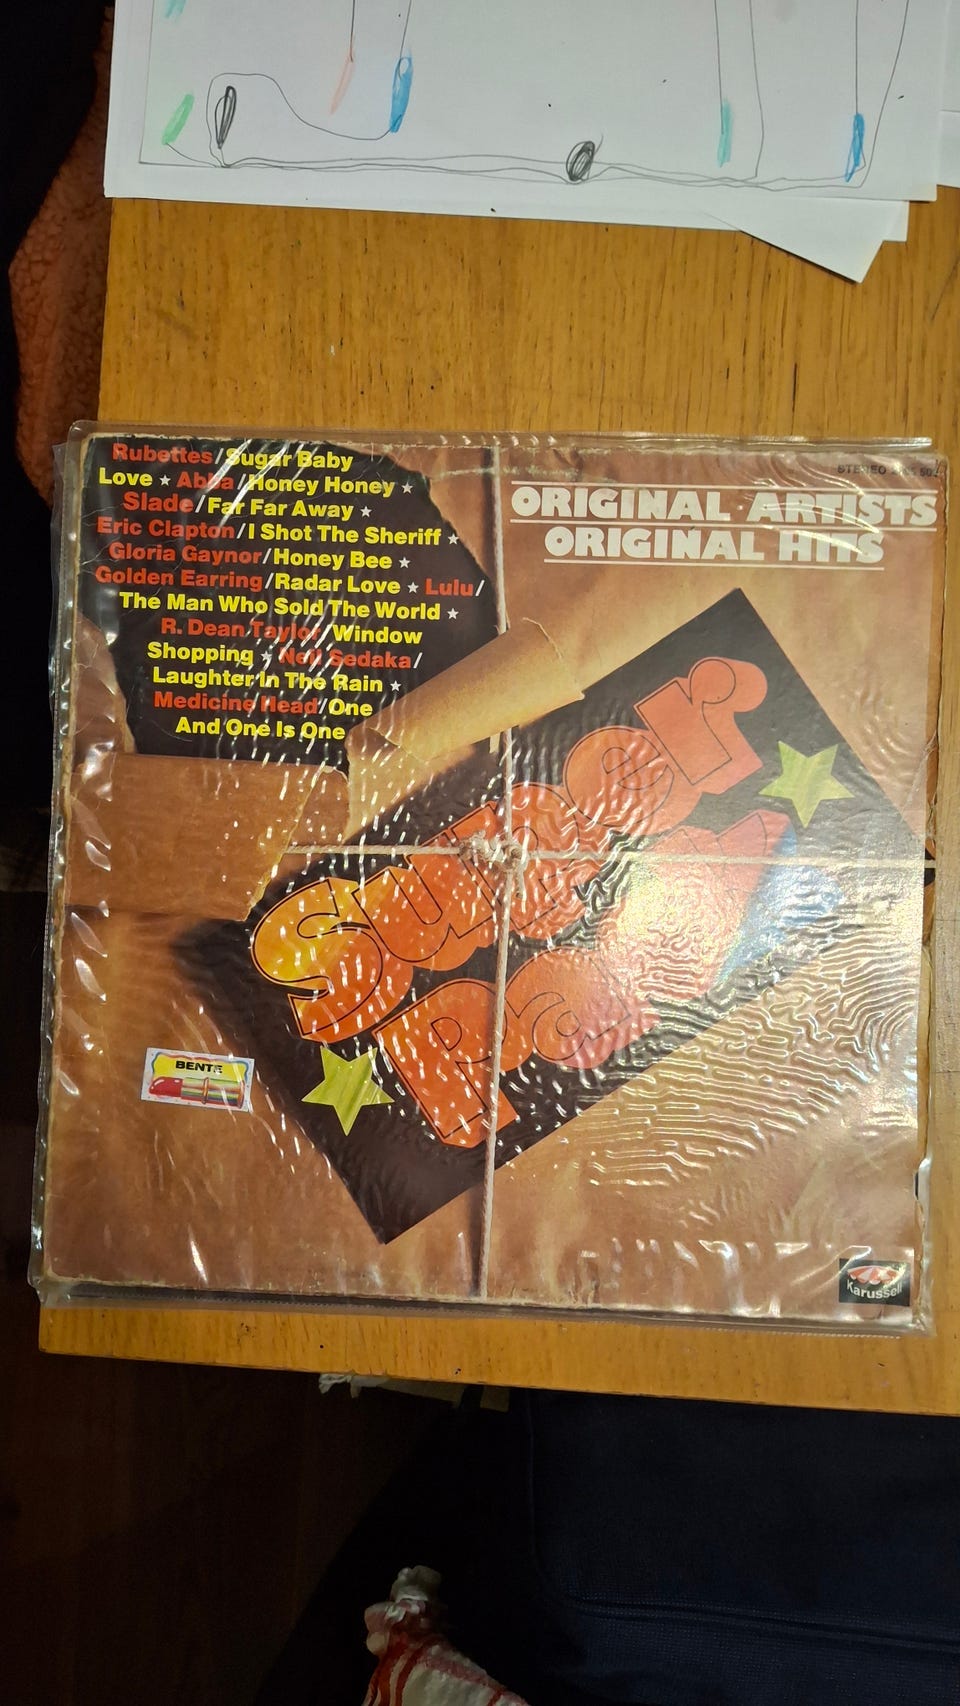 Rubettes/Sugar Baby
Love ★ Abba/Honey Honey ★
Slade/Far Far Away ★
Eric Clapton/I Shot The Sheriff ★
Gloria Gaynor/Honey Bee ★
Golden Earring/Radar Love ★ Lulu/
The Man Who Sold The World ★
R. Dean Taylor/Window
Shopping ★ Neil Sedaka/
Laughter In The Rain ★
Medicine Head/One
And One Is One
STEREO
ORIGINAL ARTISTS
ORIGINAL HITS
Super
BENTE
Karussell